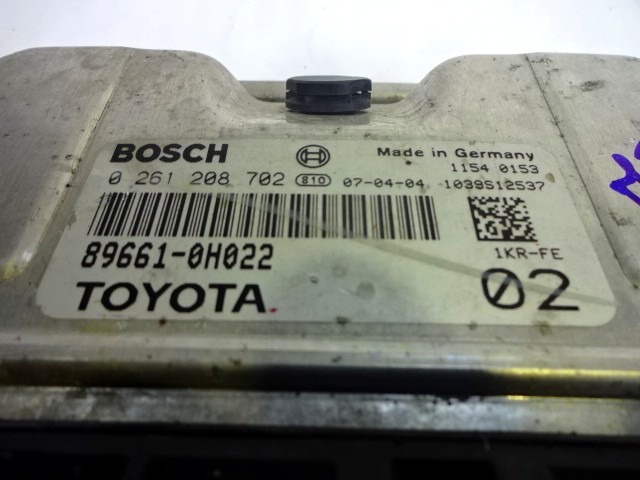 BOSCH Made in Germany
1154 0153
0 261 208 702 810 07-04-04 1039S12537
89661-0H022 1KR-FE
TOYOTA 02